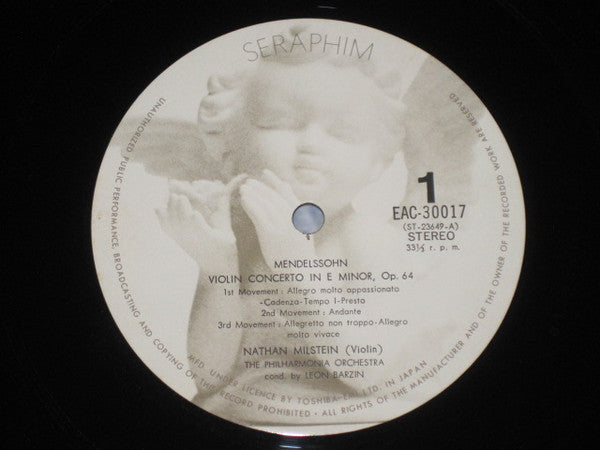 SERAPHIM
1
EAC-30017
(ST-23649-A)
STEREO
33⅓ r. p. m.
MENDELSSOHN
VIOLIN CONCERTO IN E MINOR, Op. 64
1st Movement : Allegro molto appassionato
-Cadenza-Tempo I-Presto
2nd Movement : Andante
3rd Movement : Allegretto non troppo-Allegro
molto vivace
NATHAN MILSTEIN (Violin)
THE PHILHARMONIA ORCHESTRA
cond. by LEON BARZIN
MFD. UNDER LICENCE BY TOSHIBA-EMI LTD. IN JAPAN
UNAUTHORIZED PUBLIC PERFORMANCE, BROADCASTING AND COPYING OF THE RECORD PROHIBITED · ALL RIGHTS OF THE MANUFACTURER AND OF THE OWNER OF THE RECORDED WORK ARE RESERVED